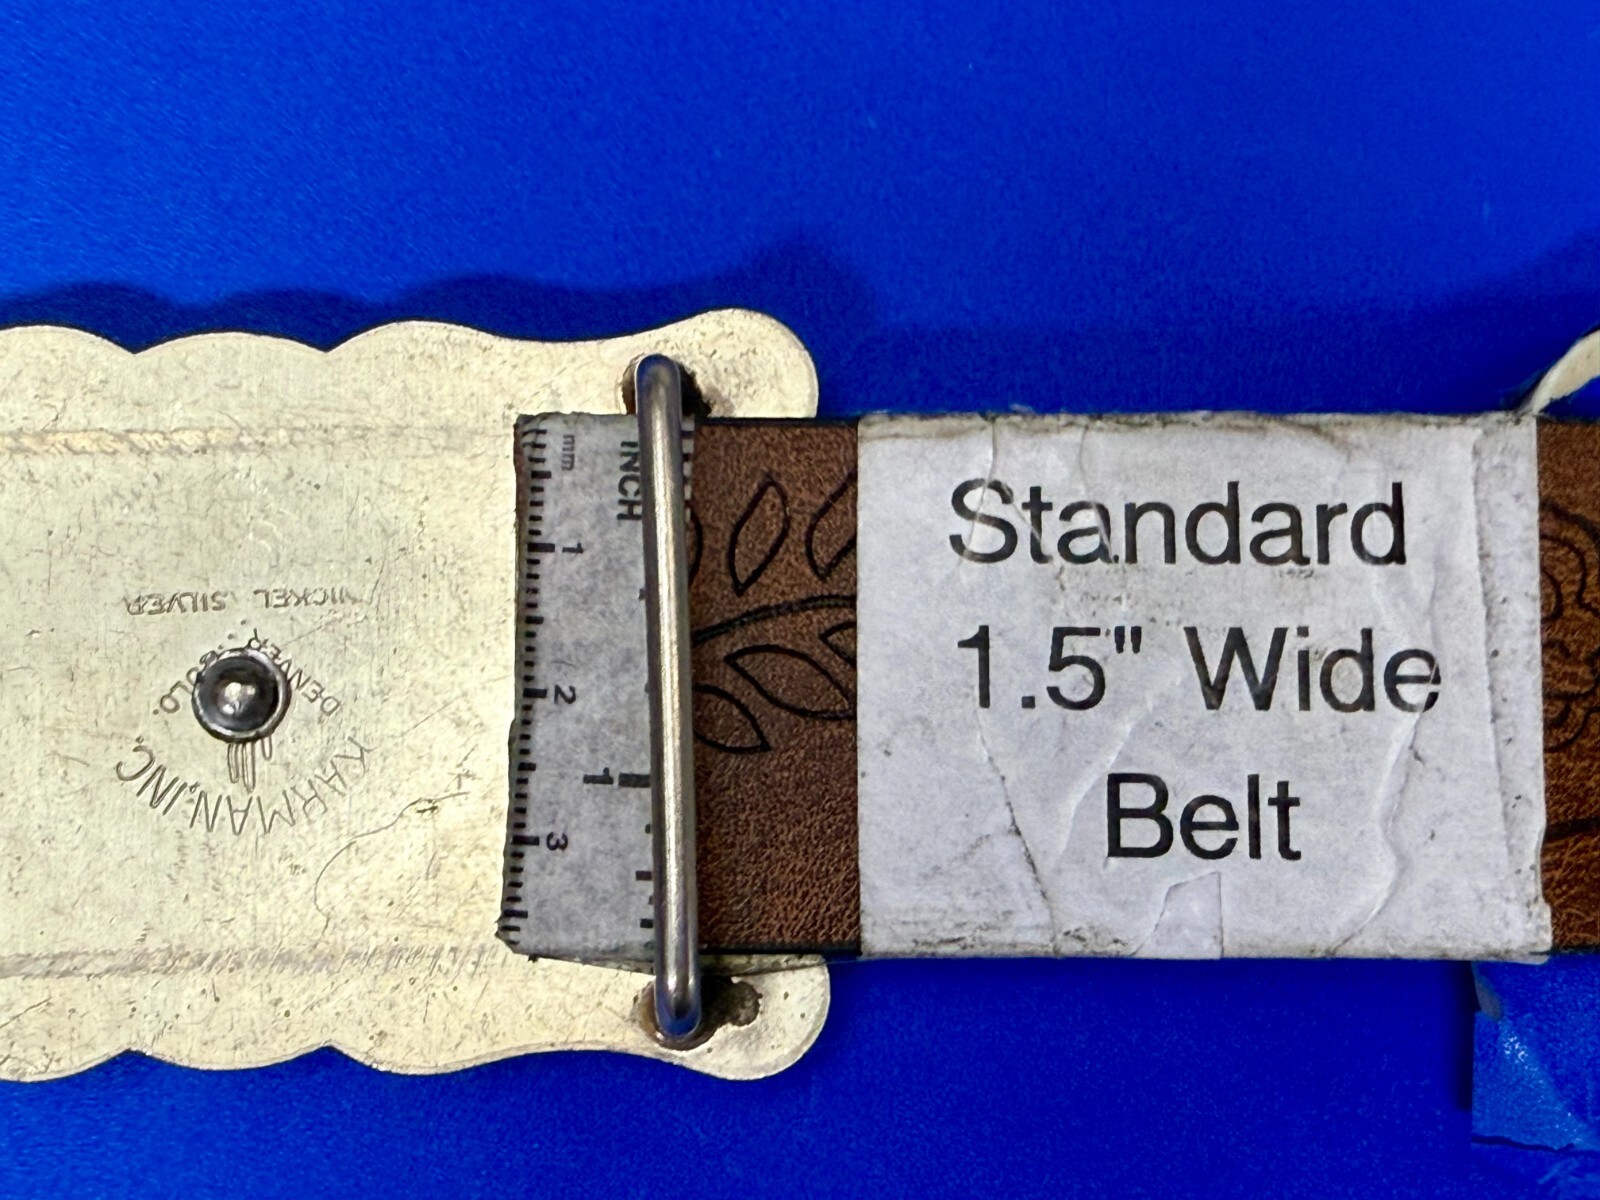 NICKEL SILVER
DENVER
COLO.
KARMAN, INC
mm
1
2
3
INCH
1
Standard
1.5" Wide
Belt